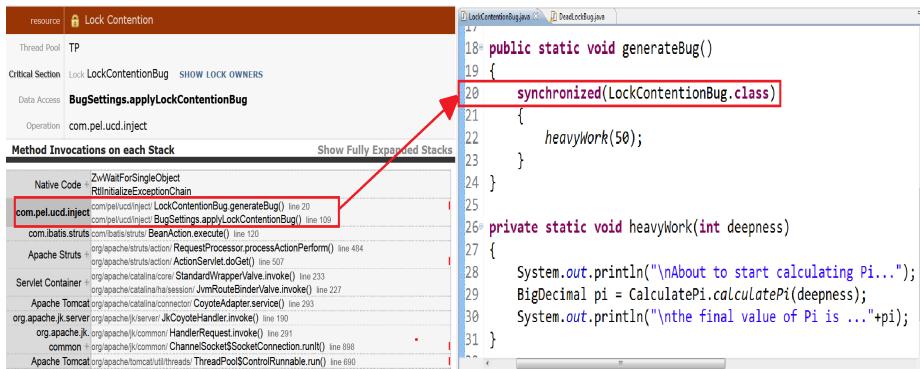 resource Lock Contention
Thread Pool TP
Critical Section Lock LockContentionBug SHOW LOCK OWNERS
Data Access BugSettings.applyLockContentionBug
Operation com.pel.ucd.inject
Method Invocations on each Stack Show Fully Expanded Stacks
Native Code + ZwWaitForSingleObject
RtlInitializeExceptionChain
com.pel.ucd.inject com/pel/ucd/inject/ LockContentionBug.generateBug() line 20
com/pel/ucd/inject/ BugSettings.applyLockContentionBug() line 109
com.ibatis.struts com/ibatis/struts/ BeanAction.execute() line 120
Apache Struts + org/apache/struts/action/ RequestProcessor.processActionPerform() line 484
org/apache/struts/action/ ActionServlet.doGet() line 507
Servlet Container + org/apache/catalina/core/ StandardWrapperValve.invoke() line 233
org/apache/catalina/ha/session/ JvmRouteBinderValve.invoke() line 227
Apache Tomcat org/apache/catalina/connector/ CoyoteAdapter.service() line 293
org.apache.jk.server org/apache/jk/server/ JkCoyoteHandler.invoke() line 190
org.apache.jk. common + org/apache/jk/common/ HandlerRequest.invoke() line 291
org/apache/jk/common/ ChannelSocket$SocketConnection.runIt() line 898
Apache Tomcat org/apache/tomcat/util/threads/ ThreadPool$ControlRunnable.run() line 690
LockContentionBug.java DeadLockBug.java
17
18 public static void generateBug()
19 {
20 synchronized(LockContentionBug.class)
21 {
22 heavyWork(50);
23 }
24 }
25
26 private static void heavyWork(int deepness)
27 {
28 System.out.println("\nAbout to start calculating Pi...");
29 BigDecimal pi = CalculatePi.calculatePi(deepness);
30 System.out.println("\nthe final value of Pi is ..."+pi);
31 }